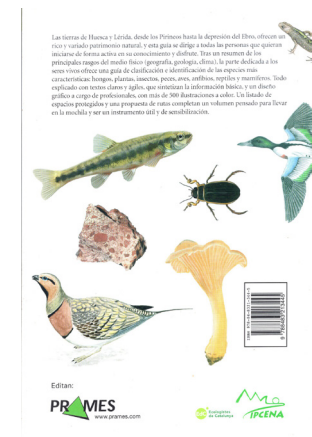 Las tierras de Huesca y Lérida, desde los Pirineos hasta la depresión del Ebro, ofrecen un
rico y variado patrimonio natural, y esta guía se dirige a todas las personas que quieran
iniciarse de forma activa en su conocimiento y disfrute. Tras un resumen de los
principales rasgos del medio físico (geografía, geología, clima), la parte dedicada a los
seres vivos ofrece una guía de clasificación e identificación de las especies más
características: hongos, plantas, insectos, peces, aves, anfibios, reptiles y mamíferos. Todo
explicado con textos claros y ágiles, que sintetizan la información básica, y un diseño
gráfico a cargo de profesionales, con más de 500 ilustraciones a color. Un listado de
espacios protegidos y una propuesta de rutas completan un volumen pensado para llevar
en la mochila y ser un instrumento útil y de sensibilización.
Editan:
PRAMES
www.prames.com
Ecologistes
de Catalunya
IPCENA